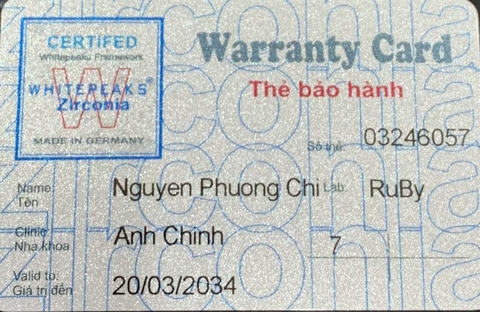 CERTIFED
Whitepeaks Framework
WHITEPEAKS®
Zirconia
MADE IN GERMANY
Warranty Card
Thẻ bảo hành
Số thẻ: 03246057
Name: Nguyen Phuong Chi Lab: RuBy
Tên
Clinic Anh Chinh 7
Nha khoa
Valid to: 20/03/2034
Giá trị đến